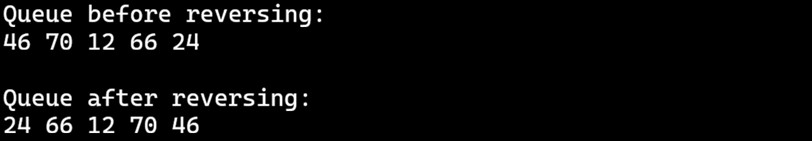 Queue before reversing:
46 70 12 66 24
Queue after reversing:
24 66 12 70 46